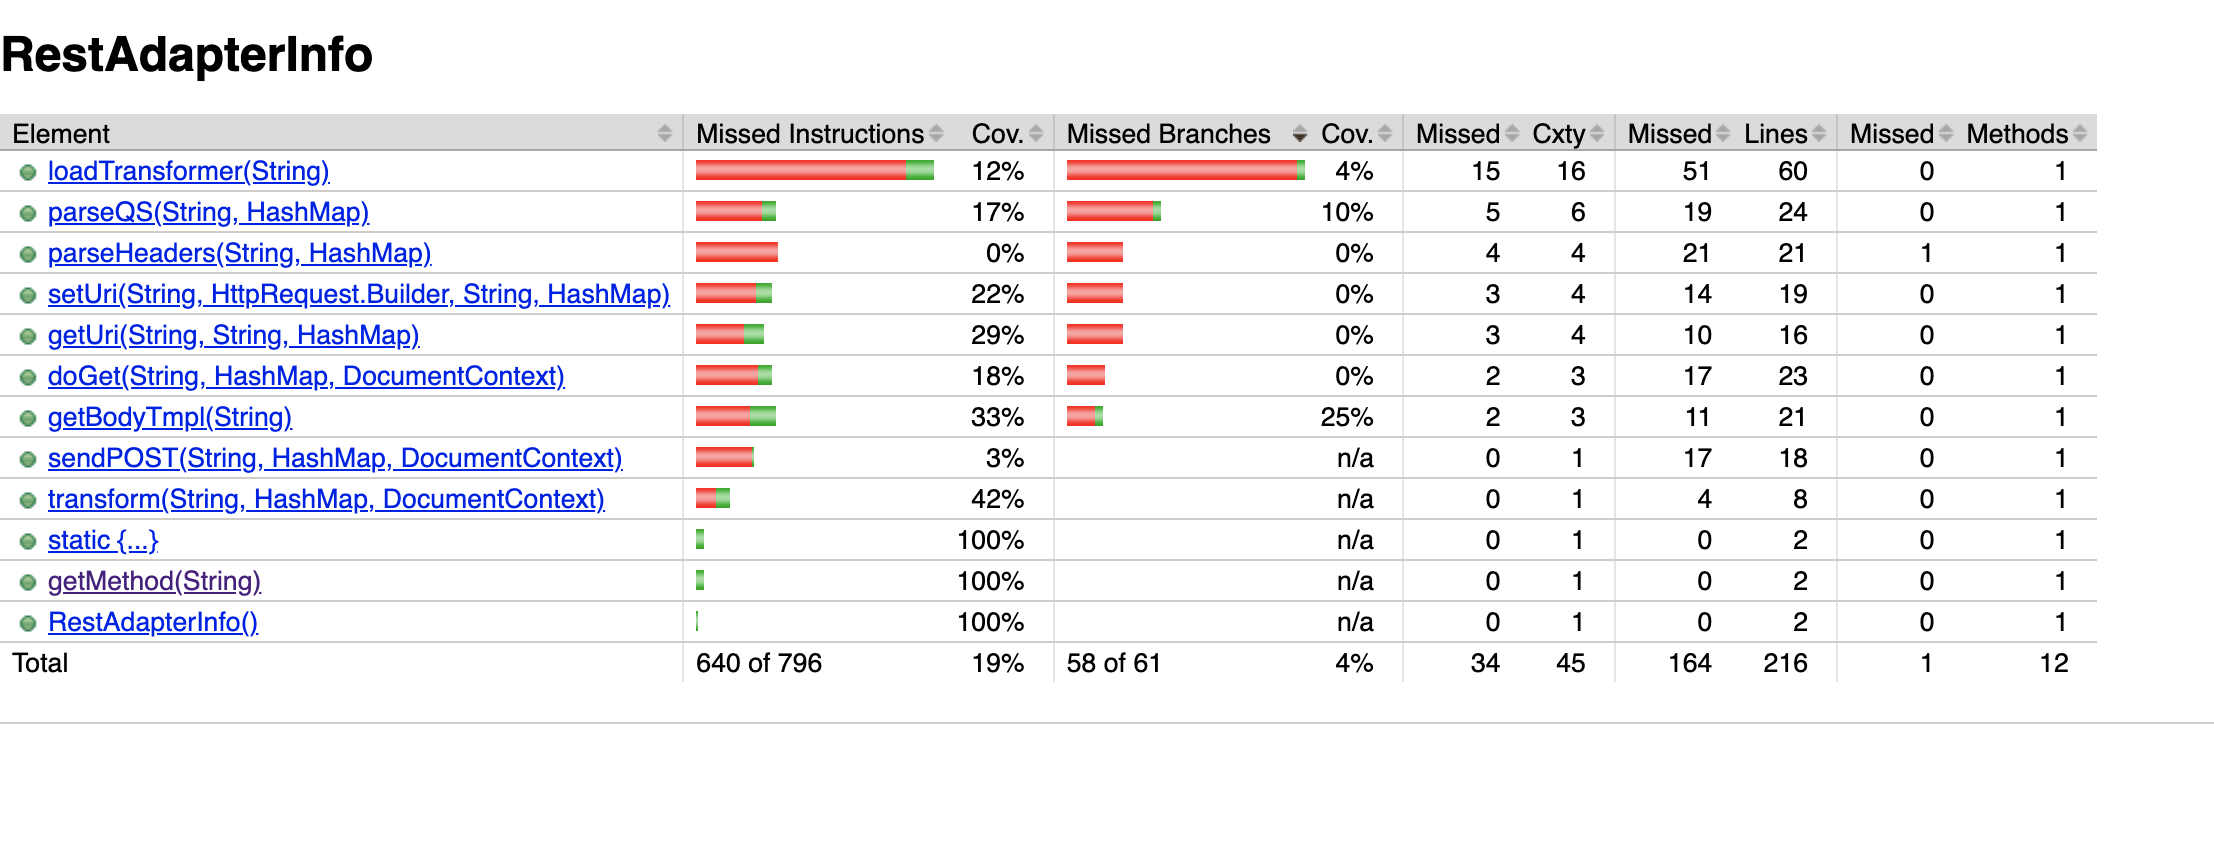 RestAdapterInfo
Element Missed Instructions Cov. Missed Branches Cov. Missed Cxty Missed Lines Missed Methods
loadTransformer(String) 12% 4% 15 16 51 60 0 1
parseQS(String, HashMap) 17% 10% 5 6 19 24 0 1
parseHeaders(String, HashMap) 0% 0% 4 4 21 21 1 1
setUri(String, HttpRequest.Builder, String, HashMap) 22% 0% 3 4 14 19 0 1
getUri(String, String, HashMap) 29% 0% 3 4 10 16 0 1
doGet(String, HashMap, DocumentContext) 18% 0% 2 3 17 23 0 1
getBodyTmpl(String) 33% 25% 2 3 11 21 0 1
sendPOST(String, HashMap, DocumentContext) 3% n/a 0 1 17 18 0 1
transform(String, HashMap, DocumentContext) 42% n/a 0 1 4 8 0 1
static {...} 100% n/a 0 1 0 2 0 1
getMethod(String) 100% n/a 0 1 0 2 0 1
RestAdapterInfo() 100% n/a 0 1 0 2 0 1
Total 640 of 796 19% 58 of 61 4% 34 45 164 216 1 12